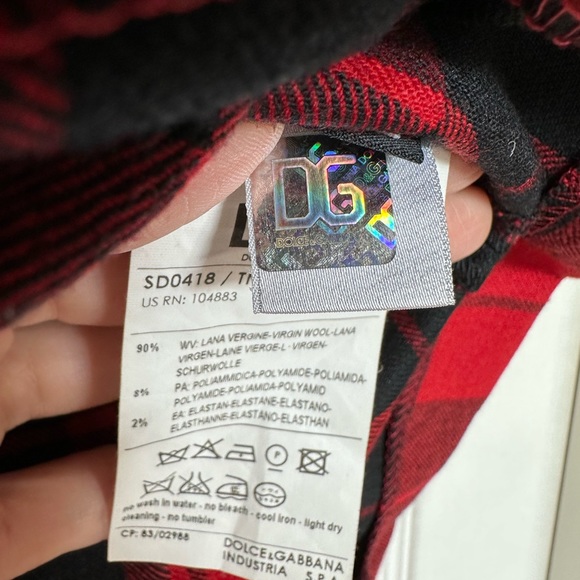 DG
DOLCE
SD0418 /
US RN: 104883
90% WV: LANA VERGINE-VIRGIN WOOL-LANA
VIRGEN-LAINE VIERGE-L·VIRGEN-
SCHURWOLLE
8% PA: POLIAMMIDICA-POLYAMIDE-POLIAMIDA-
POLYAMIDE-POLIAMIDA-POLYAMID
2% EA: ELASTAN-ELASTANE-ELASTANO-
ELASTHANNE-ELASTANO-ELASTHAN
P
no wash in water - no bleach - cool iron - light dry
cleaning - no tumbler
CP: 83/02988
DOLCE&GABBANA
INDUSTRIA S.P.A.